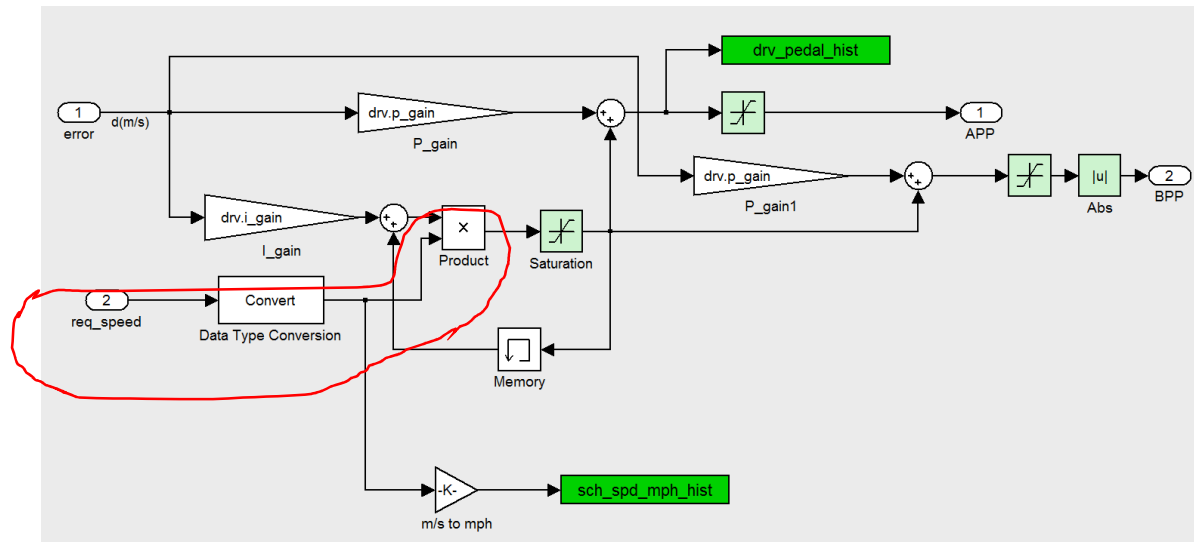 drv_pedal_hist
1
error
d(m/s)
drv.p_gain
P_gain
++
1
APP
drv.p_gain
P_gain1
++
|u|
Abs
2
BPP
drv.i_gain
I_gain
++
×
Product
Saturation
2
req_speed
Convert
Data Type Conversion
Memory
-K-
m/s to mph
sch_spd_mph_hist